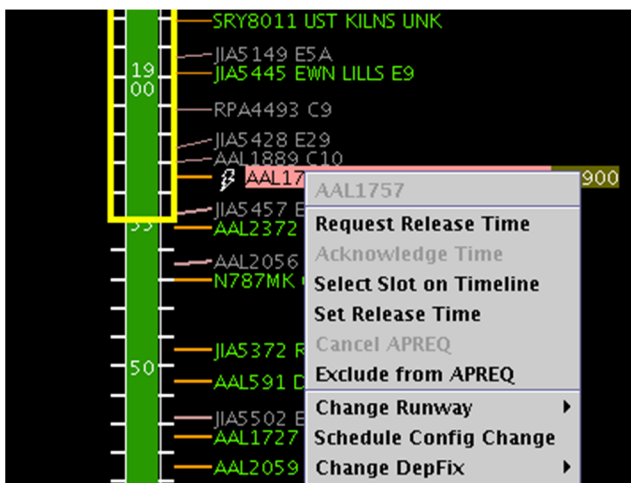 SRY8011 UST KILNS UNK
JIA5149 E5A
19
00
JIA5445 EWN LILLS E9
RPA4493 C9
JIA5428 E29
AAL1889 C10
AAL17 900
AAL1757
JIA5457 E
Request Release Time
AAL2372
Acknowledge Time
AAL2056
Select Slot on Timeline
N787MK
Set Release Time
Cancel APREQ
JIA5372 R
50
Exclude from APREQ
AAL591 D
Change Runway
JIA5502 E
AAL1727
Schedule Config Change
AAL2059
Change DepFix